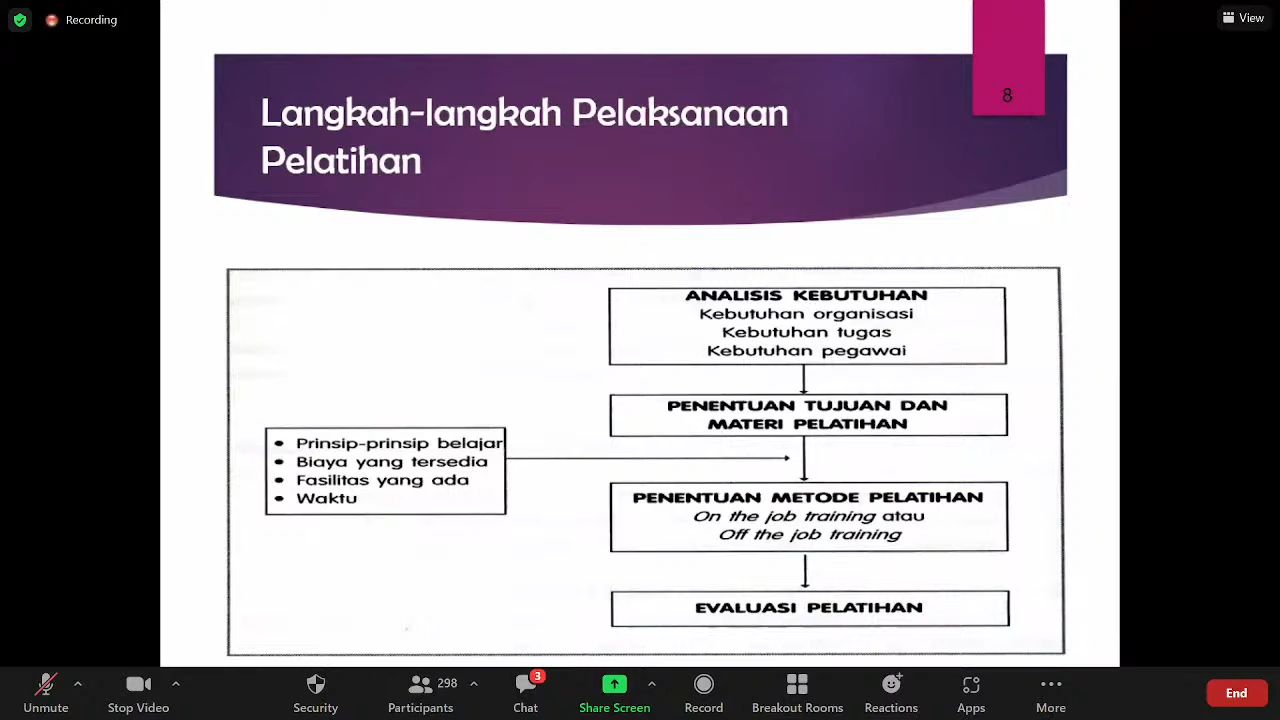 Recording
View
8
Langkah-langkah Pelaksanaan
Pelatihan
ANALISIS KEBUTUHAN
Kebutuhan organisasi
Kebutuhan tugas
Kebutuhan pegawai
PENENTUAN TUJUAN DAN
MATERI PELATIHAN
• Prinsip-prinsip belajar
• Biaya yang tersedia
• Fasilitas yang ada
• Waktu
PENENTUAN METODE PELATIHAN
On the job training atau
Off the job training
EVALUASI PELATIHAN
298
3
Unmute
Stop Video
Security
Participants
Chat
Share Screen
Record
Breakout Rooms
Reactions
Apps
More
End